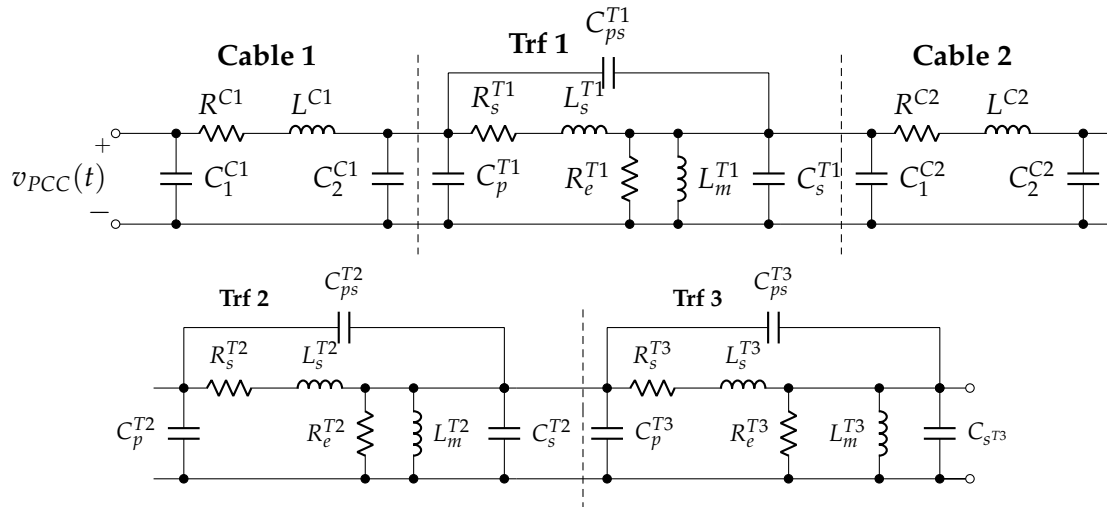 Cable 1
Trf 1
Cable 2
C_{ps}^{T1}
R^{C1}
L^{C1}
R_s^{T1}
L_s^{T1}
R^{C2}
L^{C2}
+
v_{PCC}(t)
−
C_1^{C1}
C_2^{C1}
C_p^{T1}
R_e^{T1}
L_m^{T1}
C_s^{T1}
C_1^{C2}
C_2^{C2}
Trf 2
C_{ps}^{T2}
Trf 3
C_{ps}^{T3}
R_s^{T2}
L_s^{T2}
R_s^{T3}
L_s^{T3}
C_p^{T2}
R_e^{T2}
L_m^{T2}
C_s^{T2}
C_p^{T3}
R_e^{T3}
L_m^{T3}
C_{s^{T3}}